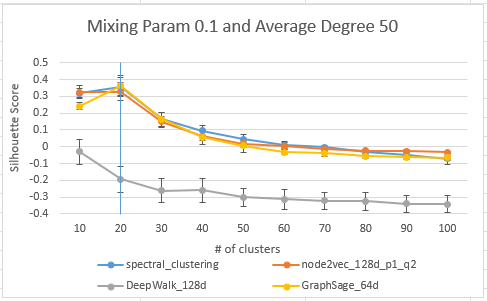 Mixing Param 0.1 and Average Degree 50
0.5
0.4
0.3
0.2
0.1
0
-0.1
-0.2
-0.3
-0.4
Silhouette Score
10 20 30 40 50 60 70 80 90 100
# of clusters
spectral_clustering node2vec_128d_p1_q2
DeepWalk_128d GraphSage_64d